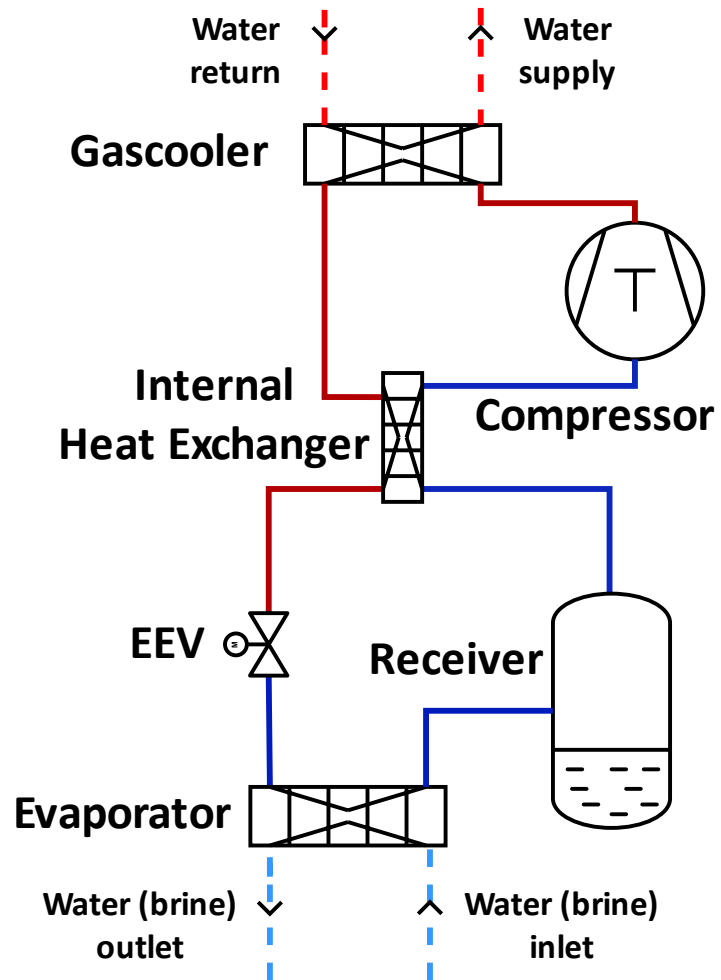 Water
return
Water
supply
Gascooler
Internal
Heat Exchanger
Compressor
EEV
M
Receiver
Evaporator
Water (brine)
outlet
Water (brine)
inlet